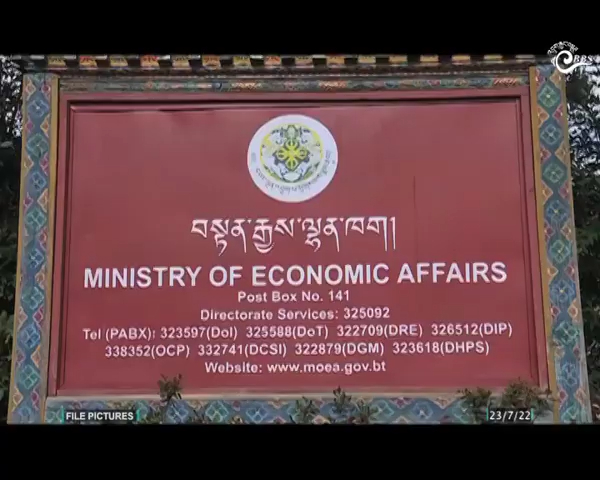 BBS
བསྟན་རྒྱས་ལྷན་ཁག།
MINISTRY OF ECONOMIC AFFAIRS
Post Box No. 141
Directorate Services: 325092
Tel (PABX): 323597(DoI) 325588(DoT) 322709(DRE) 326512(DIP)
338352(OCP) 332741(DCSI) 322879(DGM) 323618(DHPS)
Website: www.moea.gov.bt
FILE PICTURES
23/7/22